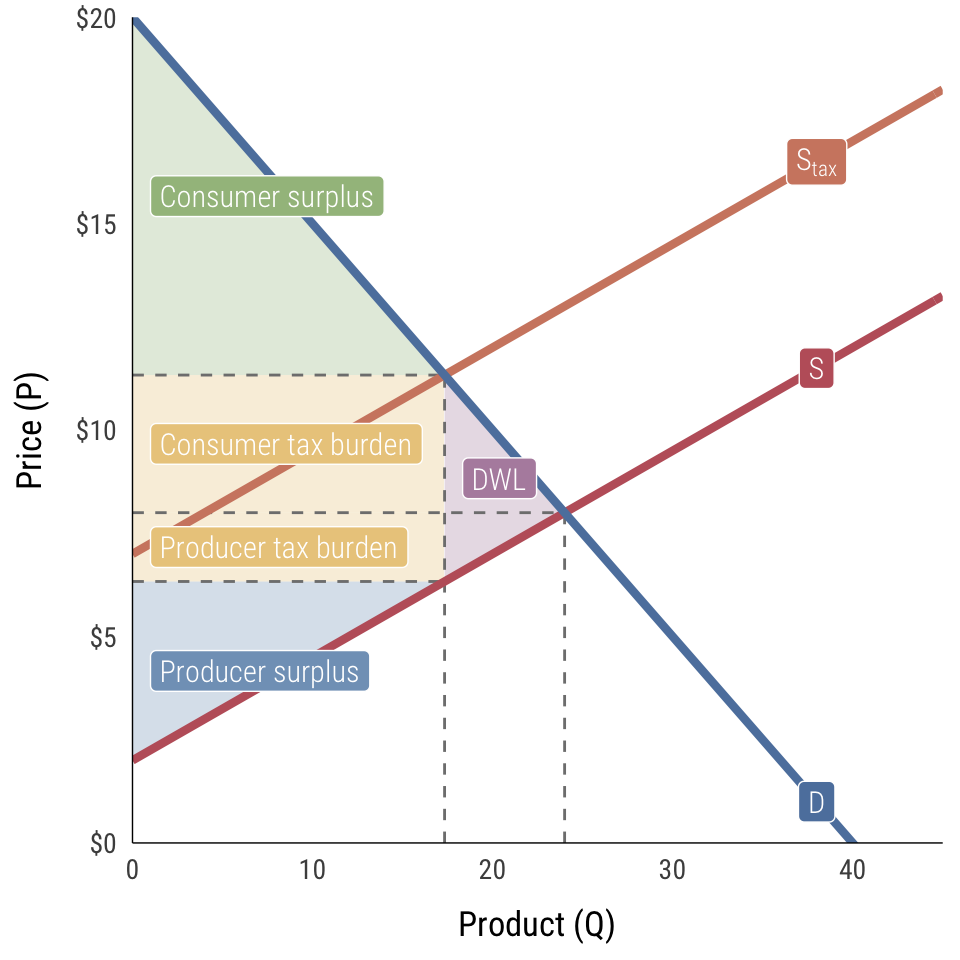 $20
S_tax
Consumer surplus
$15
S
Price (P)
$10
Consumer tax burden
DWL
Producer tax burden
$5
Producer surplus
D
$0
0 10 20 30 40
Product (Q)